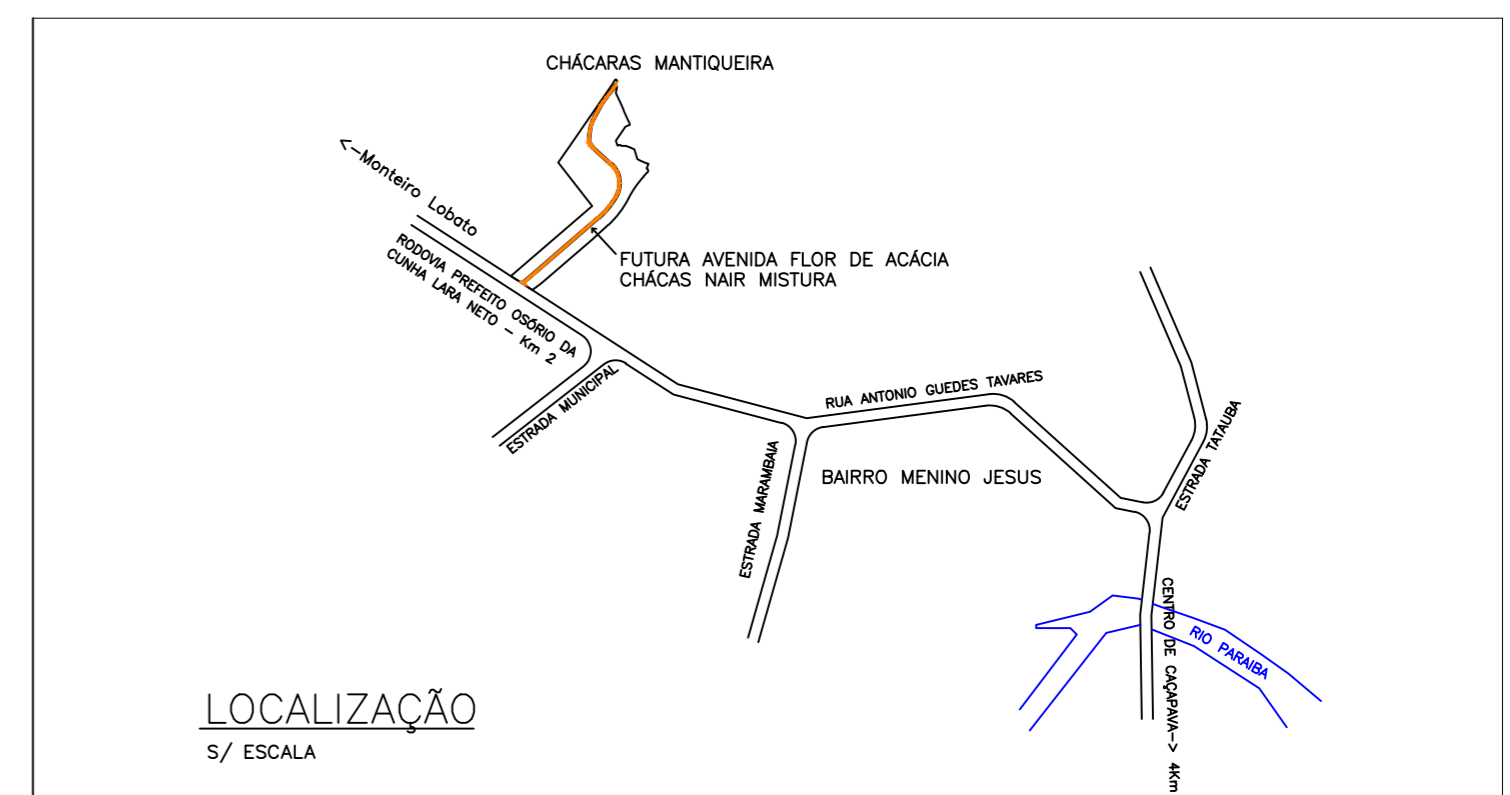 CHÁCARAS MANTIQUEIRA
<-Monteiro Lobato
RODOVIA PREFEITO OSÓRIO DA
CUNHA LARA NETO - Km 2
FUTURA AVENIDA FLOR DE ACÁCIA
CHÁCAS NAIR MISTURA
ESTRADA MUNICIPAL
RUA ANTONIO GUEDES TAVARES
ESTRADA TATAUBA
ESTRADA MARAMBAIA
BAIRRO MENINO JESUS
CENTRO DE CAÇAPAVA-> 4Km
RIO PARAIBA
LOCALIZAÇÃO
S/ ESCALA